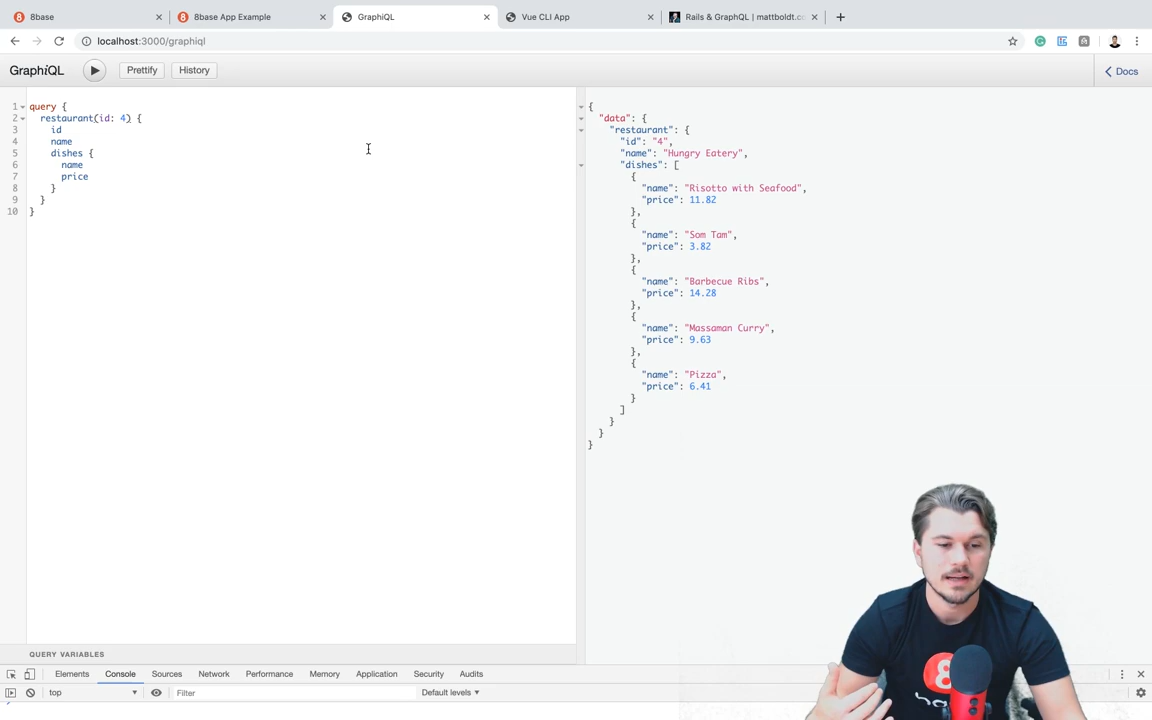 8base
8base App Example
GraphiQL
Vue CLI App
Rails & GraphQL | mattboldt.c
localhost:3000/graphiql
GraphiQL
Prettify
History
Docs
1 query {
2 restaurant(id: 4) {
3 id
4 name
5 dishes {
6 name
7 price
8 }
9 }
10 }
{
"data": {
"restaurant": {
"id": "4",
"name": "Hungry Eatery",
"dishes": [
{
"name": "Risotto with Seafood",
"price": 11.82
},
{
"name": "Som Tam",
"price": 3.82
},
{
"name": "Barbecue Ribs",
"price": 14.28
},
{
"name": "Massaman Curry",
"price": 9.63
},
{
"name": "Pizza",
"price": 6.41
}
]
}
}
}
QUERY VARIABLES
Elements
Console
Sources
Network
Performance
Memory
Application
Security
Audits
top
Filter
Default levels
8